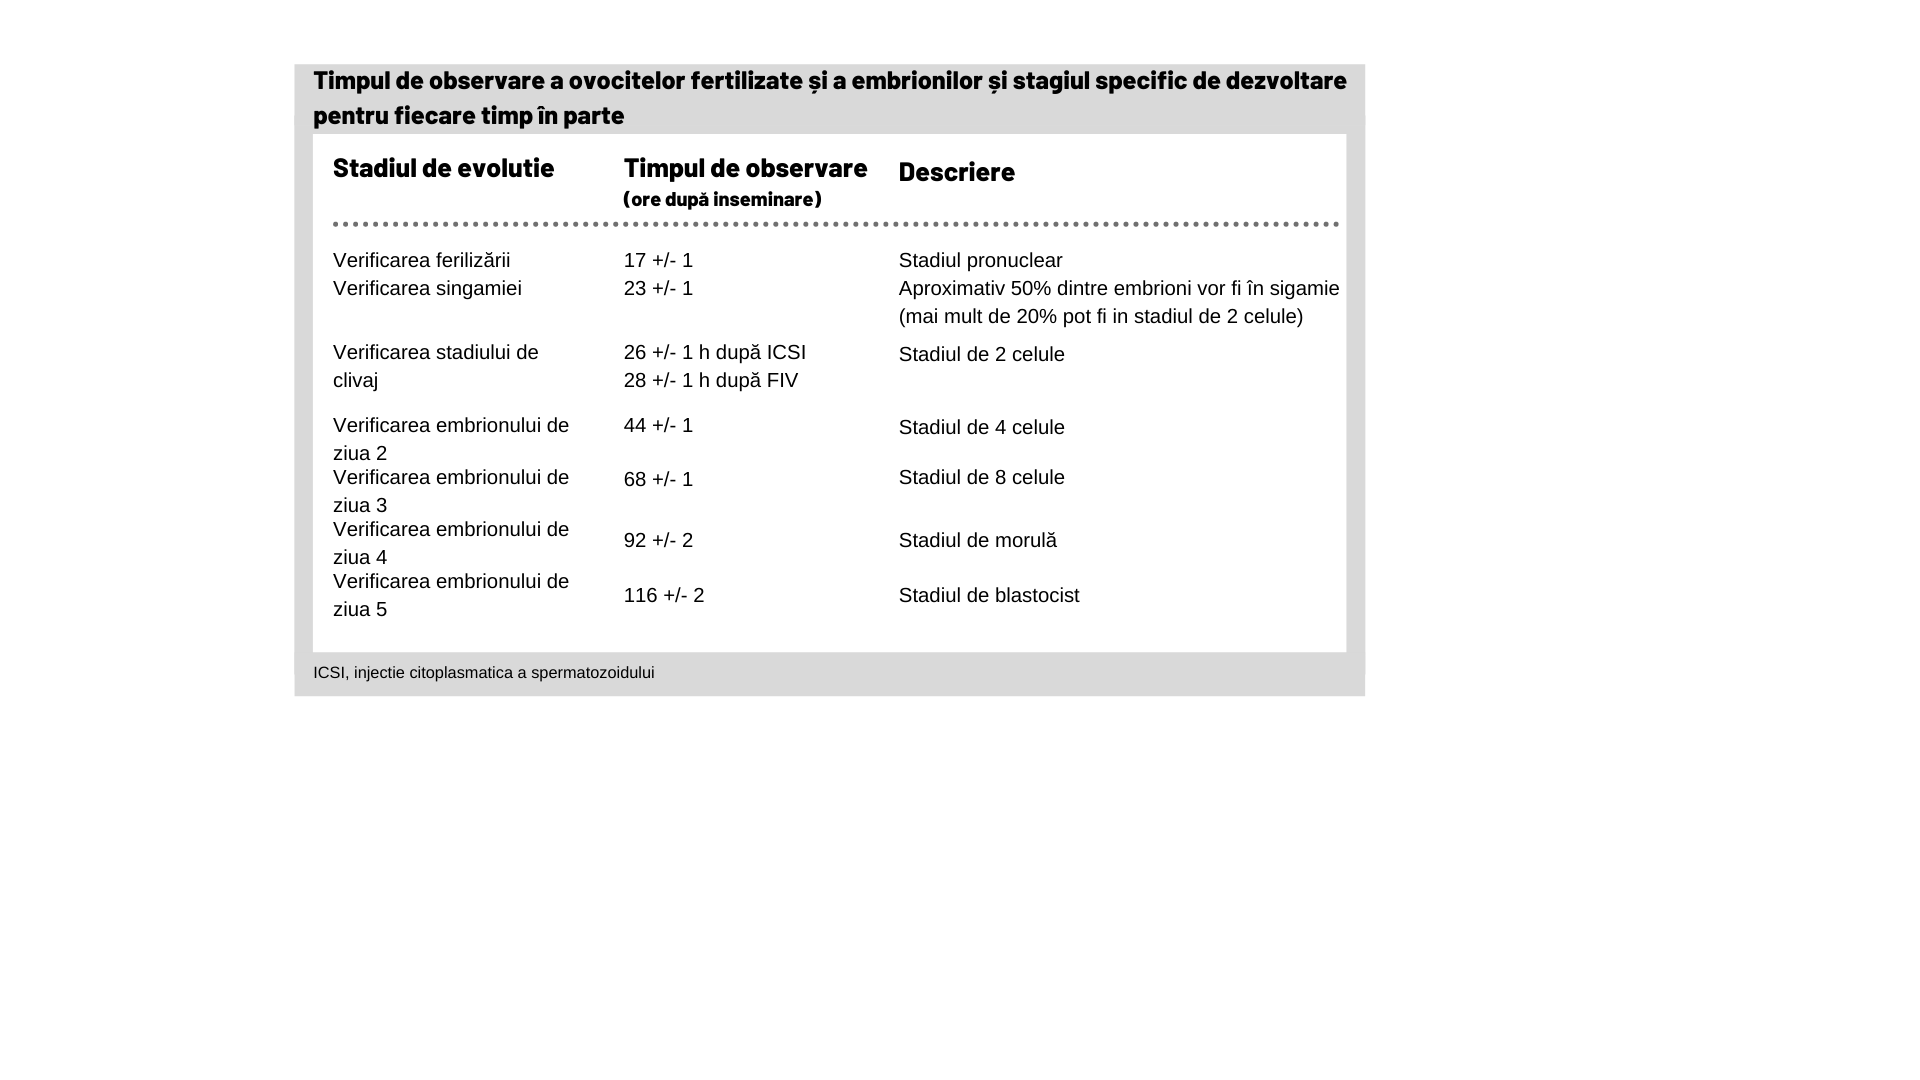 Timpul de observare a ovocitelor fertilizate și a embrionilor și stagiul specific de dezvoltare
pentru fiecare timp în parte
Stadiul de evolutie
Timpul de observare
(ore după inseminare)
Descriere
Verificarea ferilizării
17 +/- 1
Stadiul pronuclear
Verificarea singamiei
23 +/- 1
Aproximativ 50% dintre embrioni vor fi în sigamie
(mai mult de 20% pot fi in stadiul de 2 celule)
Verificarea stadiului de
clivaj
26 +/- 1 h după ICSI
28 +/- 1 h după FIV
Stadiul de 2 celule
Verificarea embrionului de
ziua 2
44 +/- 1
Stadiul de 4 celule
Verificarea embrionului de
ziua 3
68 +/- 1
Stadiul de 8 celule
Verificarea embrionului de
ziua 4
92 +/- 2
Stadiul de morulă
Verificarea embrionului de
ziua 5
116 +/- 2
Stadiul de blastocist
ICSI, injectie citoplasmatica a spermatozoidului